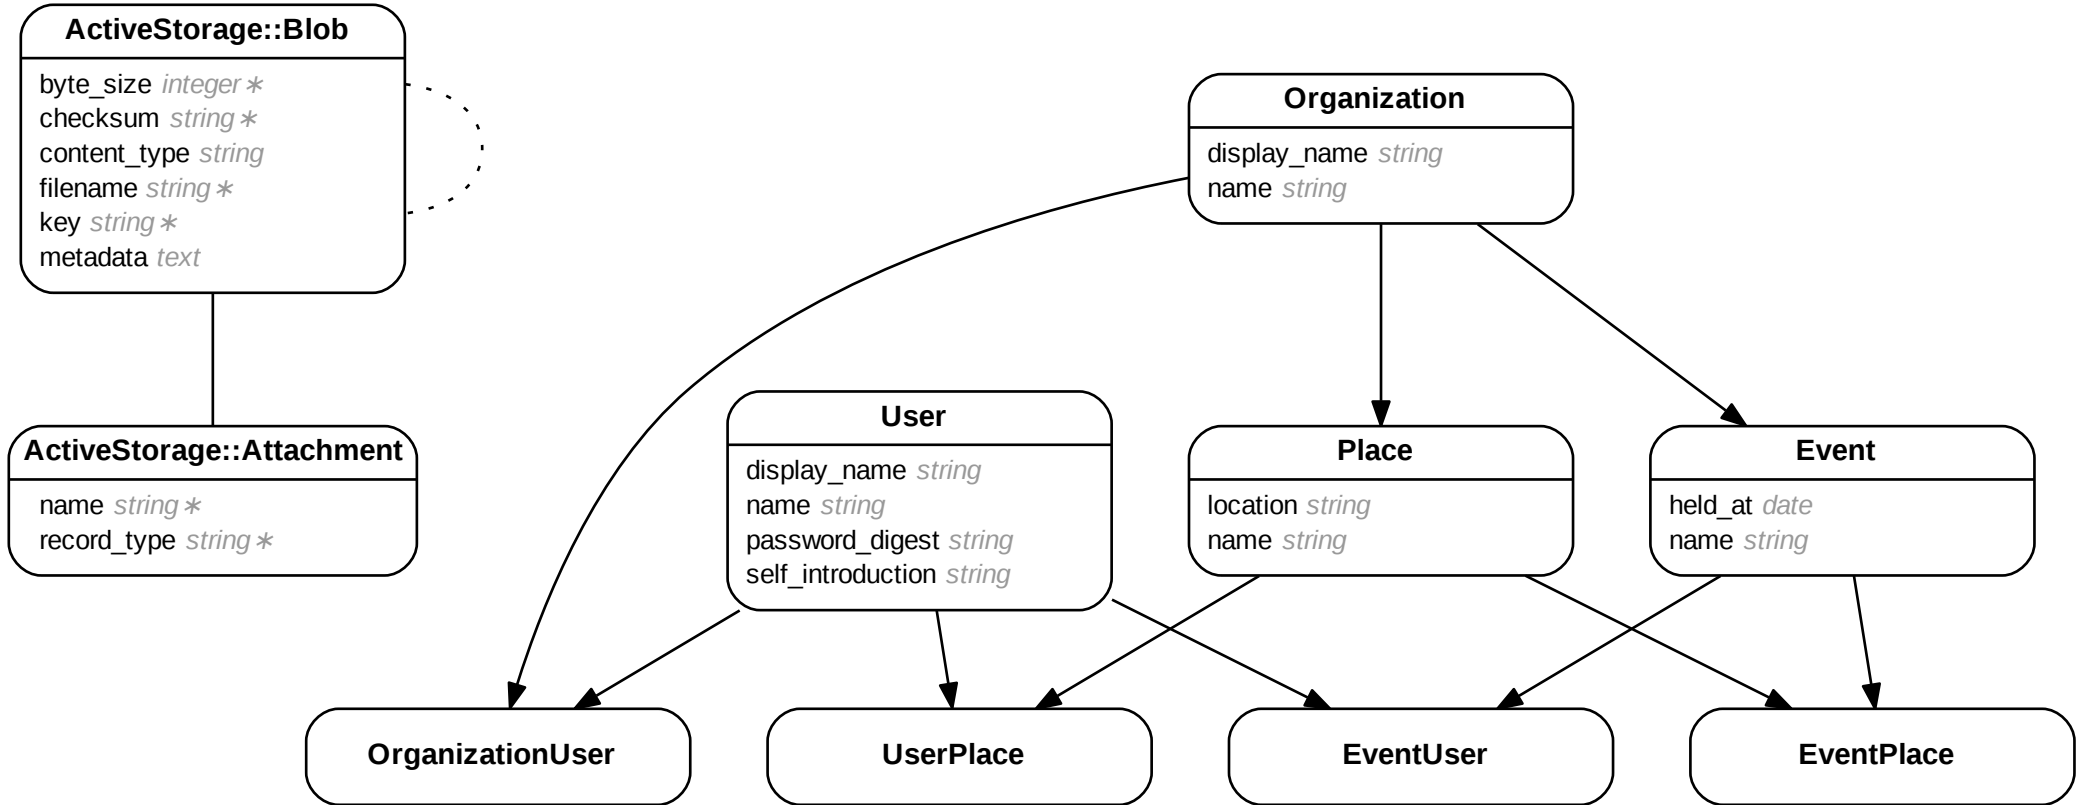 ActiveStorage::Blob
byte_size integer∗
checksum string∗
content_type string
filename string∗
key string∗
metadata text
Organization
display_name string
name string
ActiveStorage::Attachment
name string∗
record_type string∗
User
display_name string
name string
password_digest string
self_introduction string
Place
location string
name string
Event
held_at date
name string
OrganizationUser
UserPlace
EventUser
EventPlace